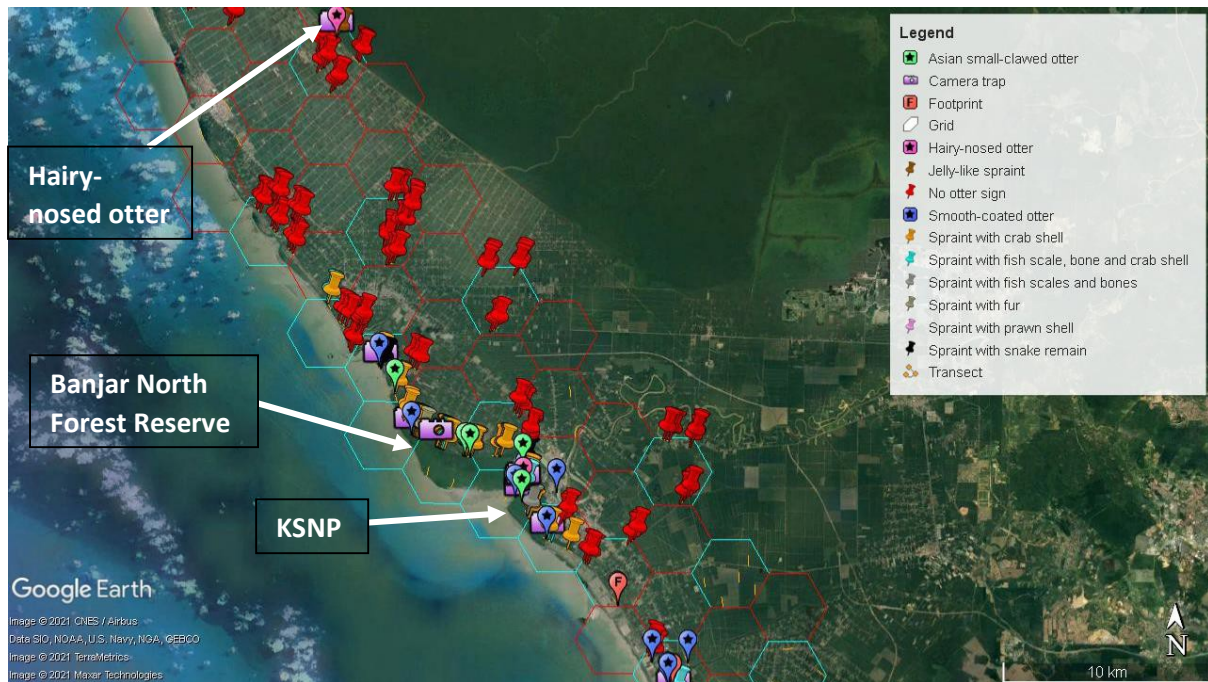 Legend
Asian small-clawed otter
Camera trap
F Footprint
Grid
Hairy-nosed otter
Jelly-like spraint
No otter sign
Smooth-coated otter
Spraint with crab shell
Spraint with fish scale, bone and crab shell
Spraint with fish scales and bones
Spraint with fur
Spraint with prawn shell
Spraint with snake remain
Transect
Hairy-
nosed otter
Banjar North
Forest Reserve
KSNP
F
Google Earth
Image © 2021 CNES / Airbus
Data SIO, NOAA, U.S. Navy, NGA, GEBCO
Image © 2021 TerraMetrics
Image © 2021 Maxar Technologies
N
10 km